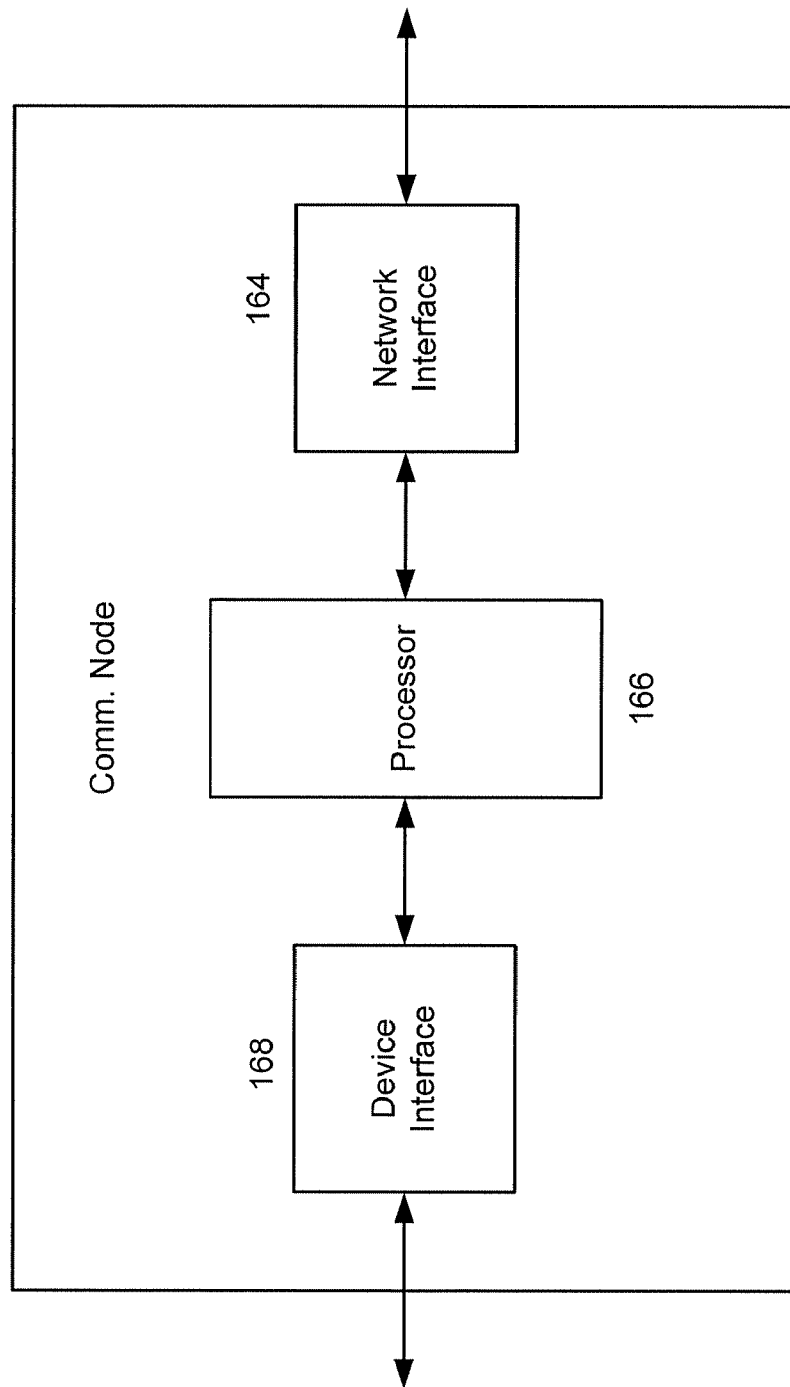 Comm. Node
168
Device
Interface
Processor
166
164
Network
Interface